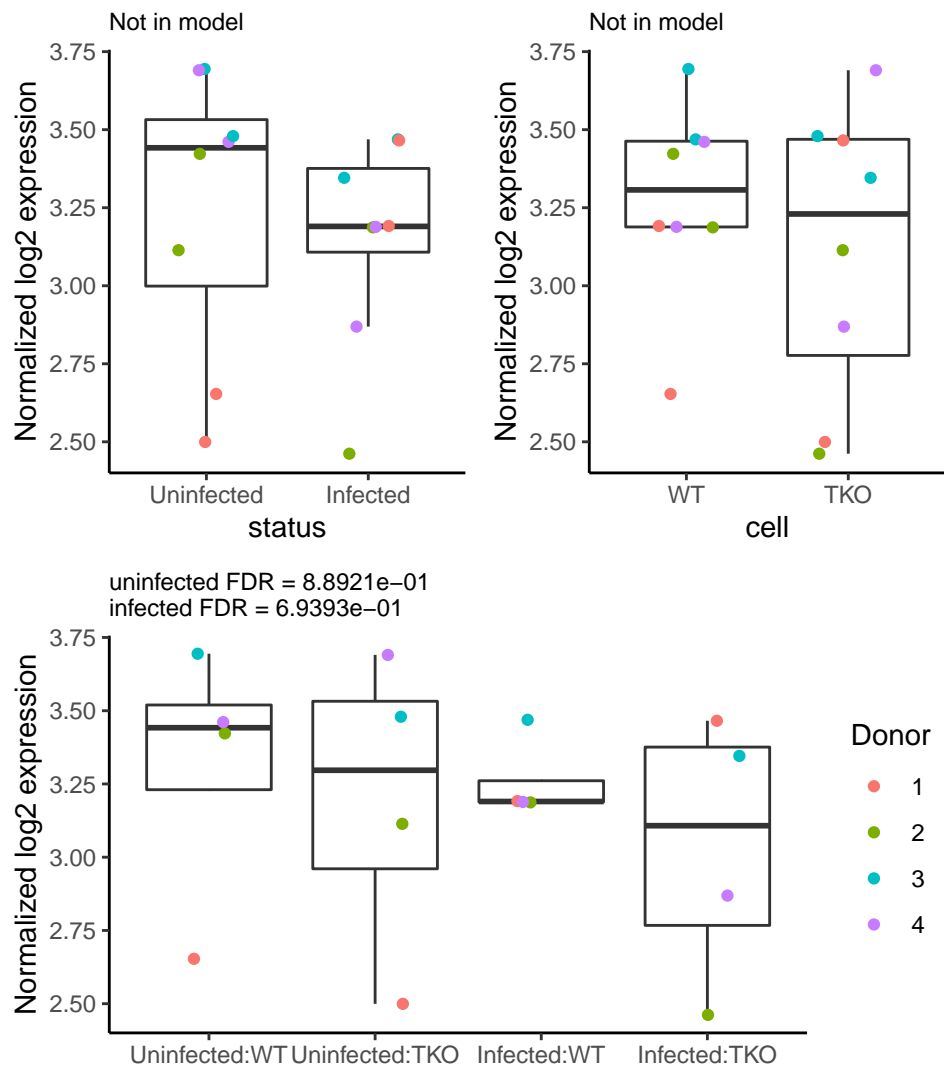 Not in model
Normalized log2 expression
3.75
3.50
3.25
3.00
2.75
2.50
Uninfected Infected
status
Not in model
Normalized log2 expression
3.75
3.50
3.25
3.00
2.75
2.50
WT TKO
cell
uninfected FDR = 8.8921e−01
infected FDR = 6.9393e−01
Normalized log2 expression
3.75
3.50
3.25
3.00
2.75
2.50
Uninfected:WT Uninfected:TKO Infected:WT Infected:TKO
Donor
1
2
3
4